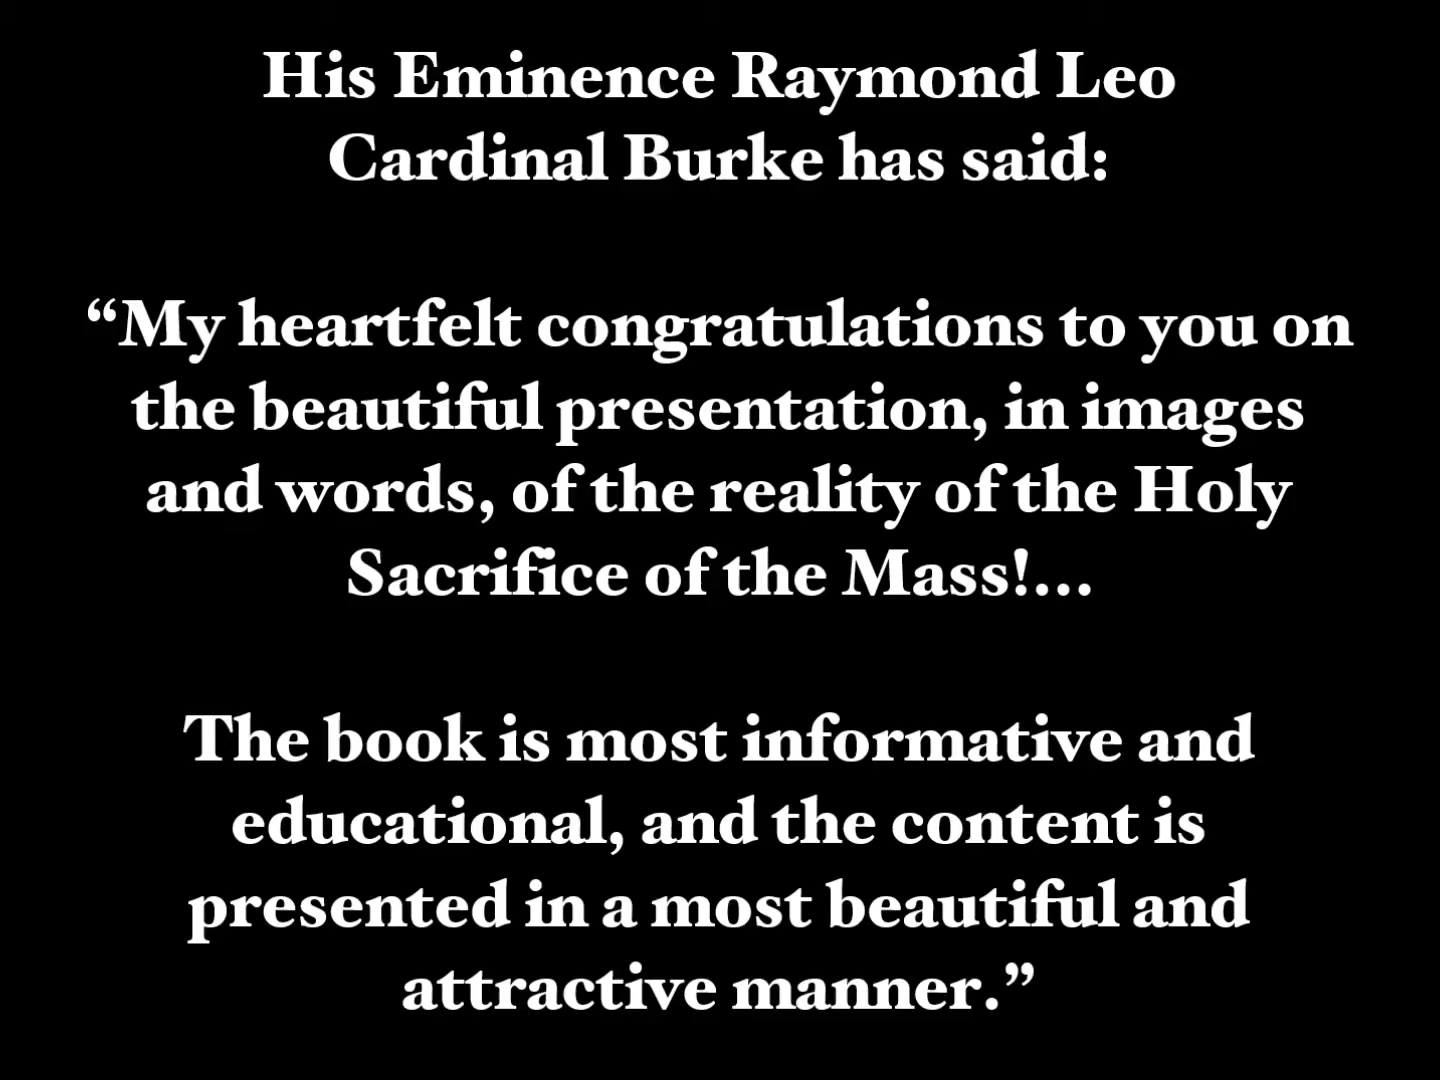 His Eminence Raymond Leo
Cardinal Burke has said:
“My heartfelt congratulations to you on
the beautiful presentation, in images
and words, of the reality of the Holy
Sacrifice of the Mass!...
The book is most informative and
educational, and the content is
presented in a most beautiful and
attractive manner.”